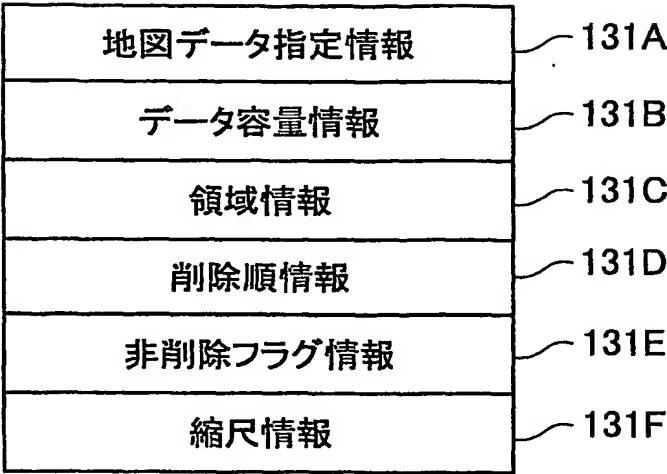 地図データ指定情報 131A
データ容量情報 131B
領域情報 131C
削除順情報 131D
非削除フラグ情報 131E
縮尺情報 131F